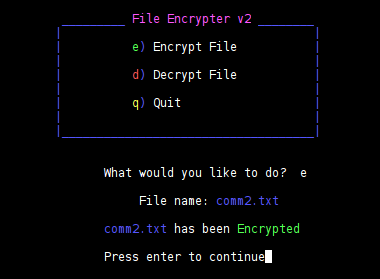 File Encrypter v2
e) Encrypt File
d) Decrypt File
q) Quit
What would you like to do? e
File name: comm2.txt
comm2.txt has been Encrypted
Press enter to continue